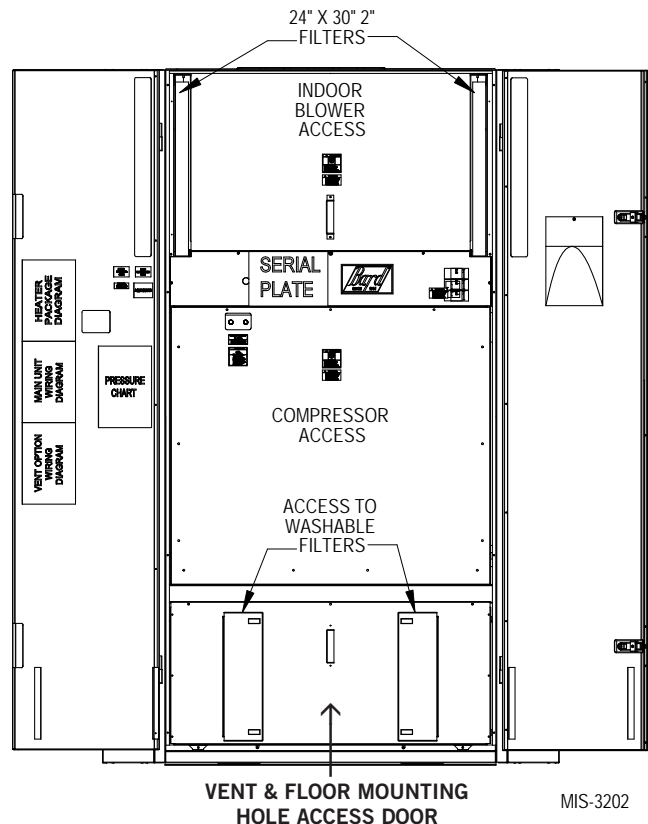 24" X 30" 2"
FILTERS
INDOOR
BLOWER
ACCESS
SERIAL
PLATE
Bard
HEATER
PACKAGE
DIAGRAM
MAIN UNIT
WIRING
DIAGRAM
VENT OPTION
WIRING
DIAGRAM
PRESSURE
CHART
COMPRESSOR
ACCESS
ACCESS TO
WASHABLE
FILTERS
VENT & FLOOR MOUNTING
HOLE ACCESS DOOR
MIS-3202